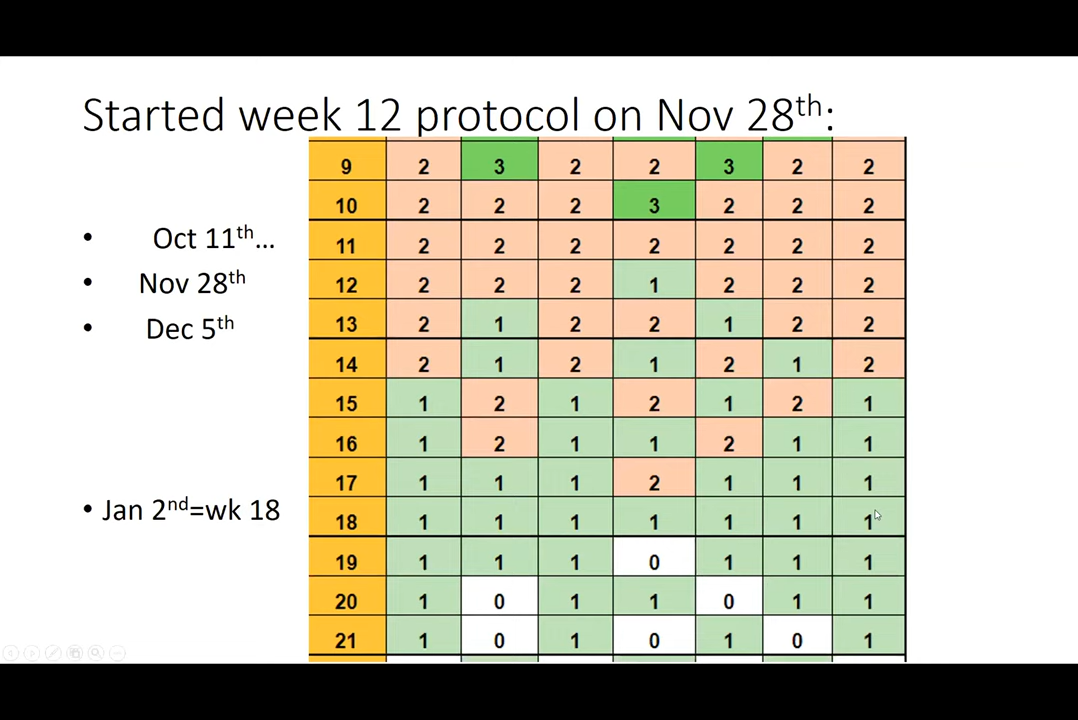 Started week 12 protocol on Nov 28th:
• Oct 11th...
• Nov 28th
• Dec 5th
• Jan 2nd=wk 18
9 2 3 2 2 3 2 2
10 2 2 2 3 2 2 2
11 2 2 2 2 2 2 2
12 2 2 2 1 2 2 2
13 2 1 2 2 1 2 2
14 2 1 2 1 2 1 2
15 1 2 1 2 1 2 1
16 1 2 1 1 2 1 1
17 1 1 1 2 1 1 1
18 1 1 1 1 1 1 1
19 1 1 1 0 1 1 1
20 1 0 1 1 0 1 1
21 1 0 1 0 1 0 1